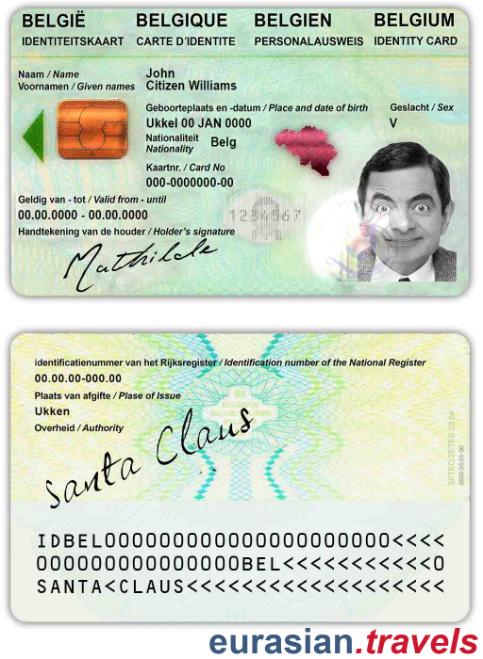 BELGIË BELGIQUE BELGIEN BELGIUM
IDENTITEITSKAART CARTE D'IDENTITE PERSONALAUSWEIS IDENTITY CARD
Naam / Name John
Voornamen / Given names Citizen Williams
Geboorteplaats en -datum / Place and date of birth Geslacht / Sex
Ukkel 00 JAN 0000 V
Nationaliteit Belg
Nationality
Kaartnr. / Card No
000-0000000-00
Geldig van - tot / Valid from - until
00.00.0000 - 00.00.0000
1234567
Handtekening van de houder / Holder's signature
Mathilde
identificatienummer van het Rijksregister / Identification number of the National Register
00.00.00-000.00
Plaats van afgifte / Plase of Issue
Ukken
Overheid / Authority
Santa Claus
IDBEL0000000000000000000000<<<<
0000000000000000BEL<<<<<<<<<<<0
SANTA<CLAUS<<<<<<<<<<<<<<<<<<<<
eurasian.travels